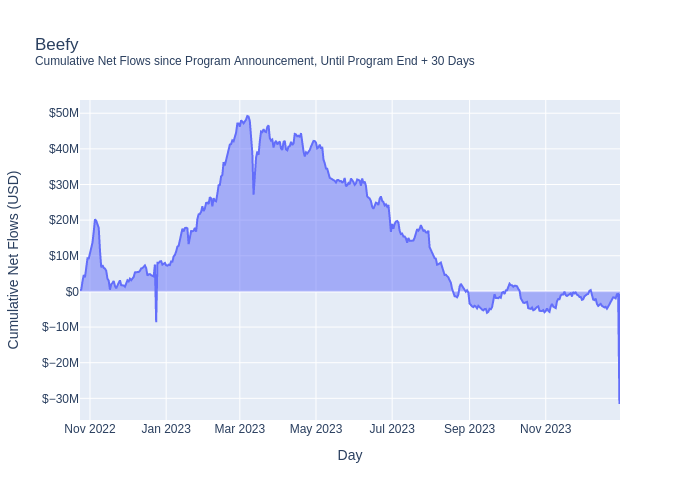 Beefy
Cumulative Net Flows since Program Announcement, Until Program End + 30 Days
Cumulative Net Flows (USD)
$50M
$40M
$30M
$20M
$10M
$0
$−10M
$−20M
$−30M
Nov 2022
Jan 2023
Mar 2023
May 2023
Jul 2023
Sep 2023
Nov 2023
Day